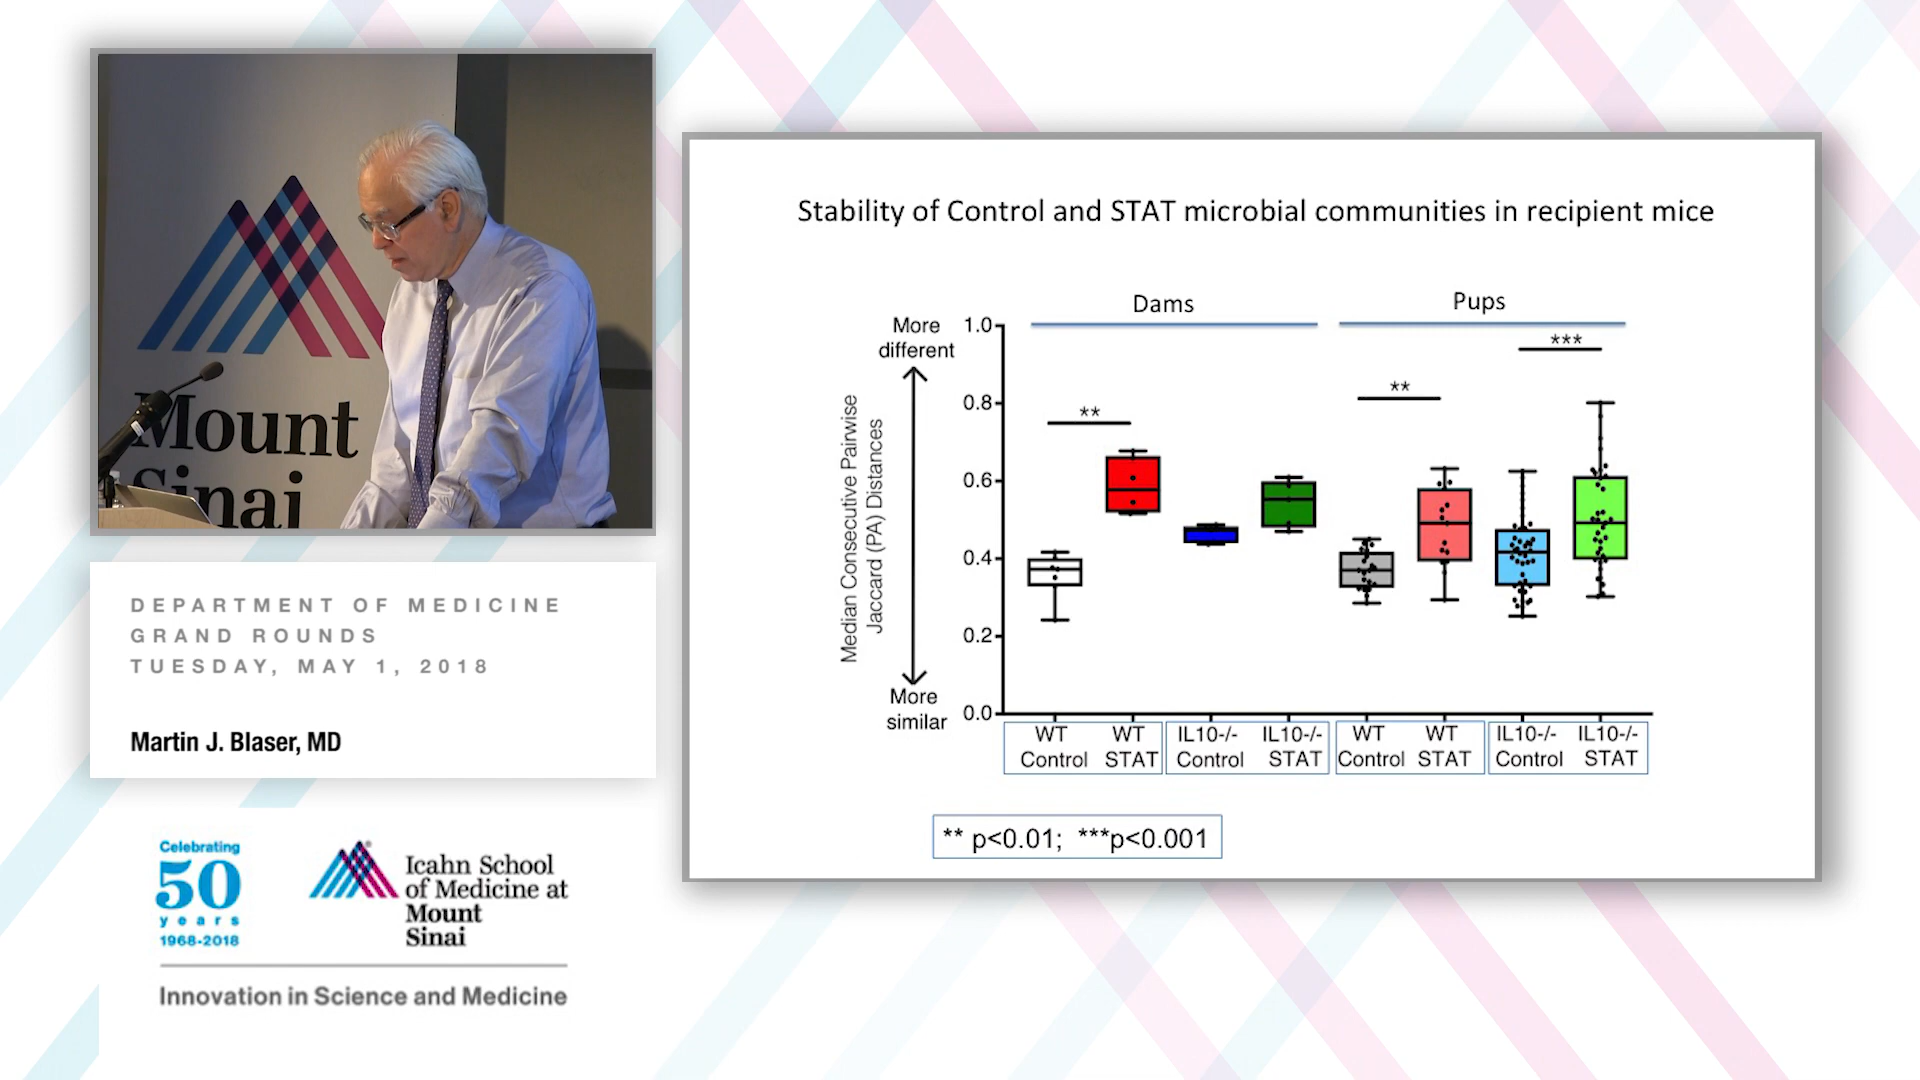 Mount
Sinai
DEPARTMENT OF MEDICINE
GRAND ROUNDS
TUESDAY, MAY 1, 2018
Martin J. Blaser, MD
Celebrating
50
years
1968-2018
Icahn School
of Medicine at
Mount
Sinai
Innovation in Science and Medicine
Stability of Control and STAT microbial communities in recipient mice
Dams
Pups
More
different
Median Consecutive Pairwise
Jaccard (PA) Distances
More
similar
1.0
0.8
0.6
0.4
0.2
0.0
**
**
***
WT
Control
WT
STAT
IL10-/-
Control
IL10-/-
STAT
WT
Control
WT
STAT
IL10-/-
Control
IL10-/-
STAT
** p<0.01; ***p<0.001